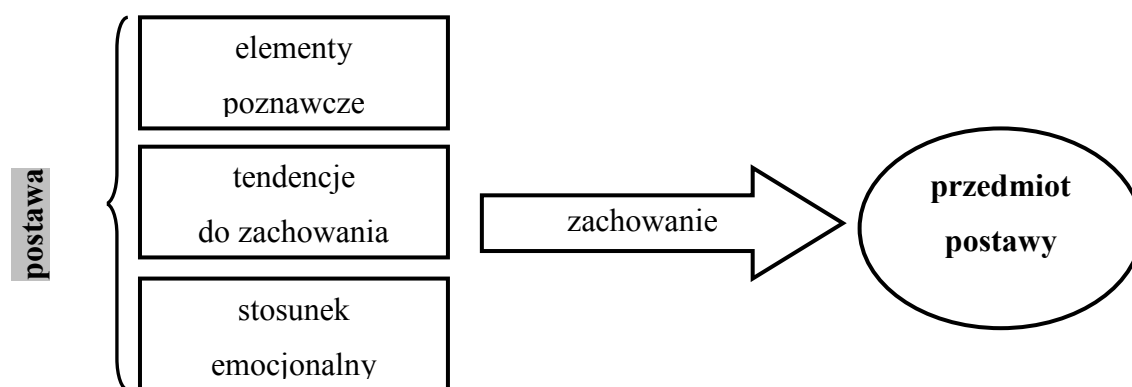 postawa
elementy
poznawcze
tendencje
do zachowania
stosunek
emocjonalny
zachowanie
przedmiot
postawy